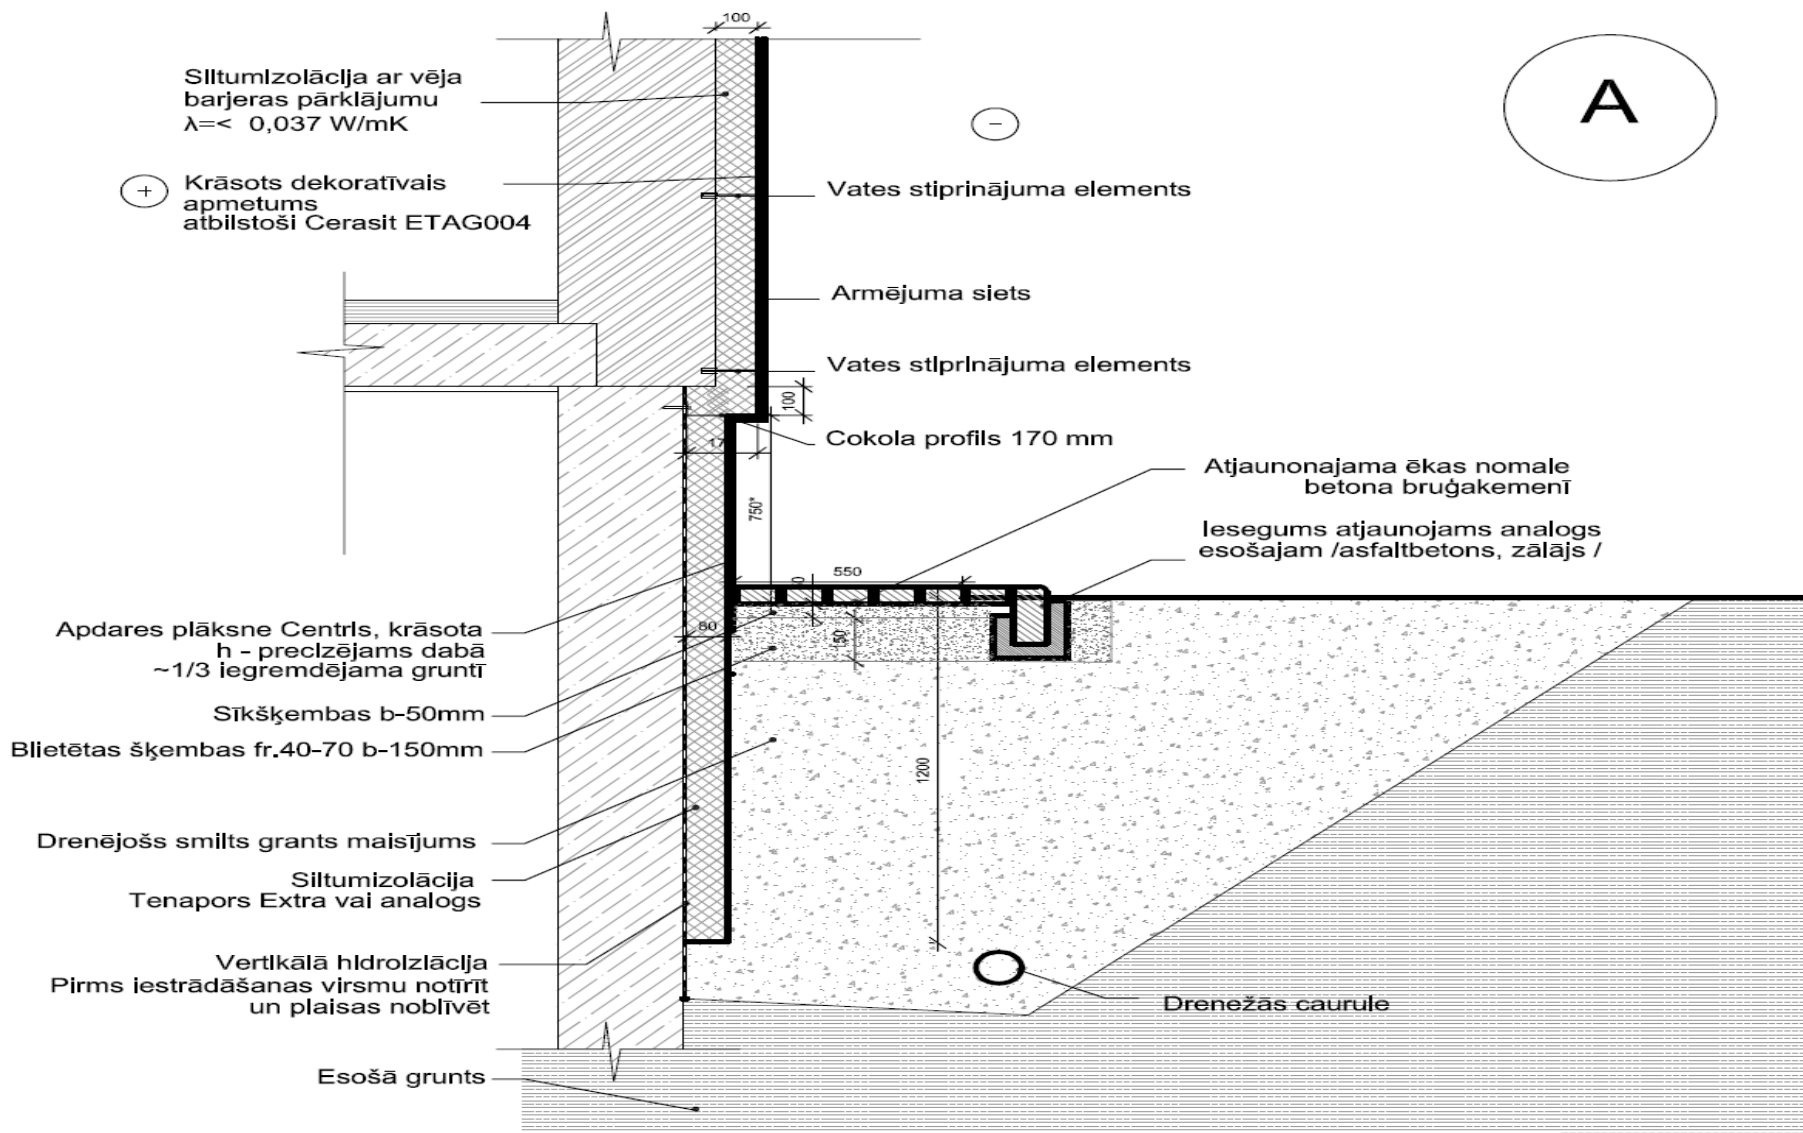 100
A
Siltumizolācija ar vēja
barjeras pārklājumu
λ=< 0,037 W/mK
−
+
Krāsots dekoratīvais
apmetums
atbilstoši Cerasit ETAG004
Vates stiprinājuma elements
Armējuma siets
Vates stiprinājuma elements
100
Cokola profils 170 mm
Atjaunonajama ēkas nomale
betona bruģakemenī
750*
Iesegums atjaunojams analogs
esošajam /asfaltbetons, zālājs /
550
Apdares plāksne Centrls, krāsota
h - precizējams dabā
~1/3 iegremdējama gruntī
80
150
Sīkšķembas b-50mm
Blietētas šķembas fr.40-70 b-150mm
1200
Drenējošs smilts grants maisījums
Siltumizolācija
Tenapors Extra vai analogs
Vertikālā hidroizlācija
Pirms iestrādāšanas virsmu notīrīt
un plaisas noblīvēt
Drenežās caurule
Esošā grunts